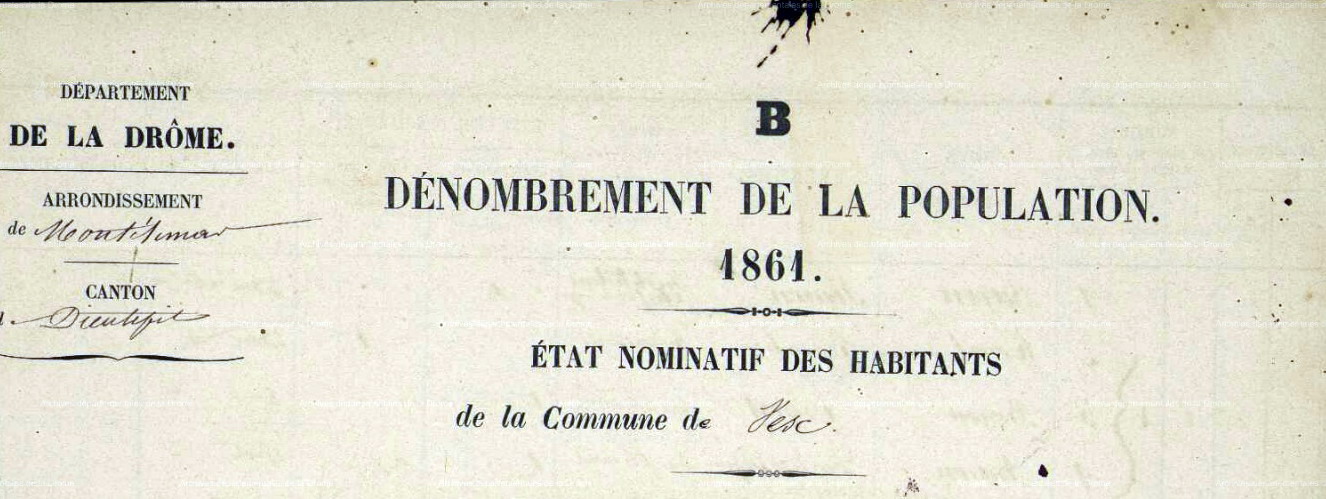 DÉPARTEMENT
DE LA DRÔME.
ARRONDISSEMENT
de Montélimar
CANTON
d. Dieulefit
B
DÉNOMBREMENT DE LA POPULATION.
1861.
ÉTAT NOMINATIF DES HABITANTS
de la Commune de Vesc.